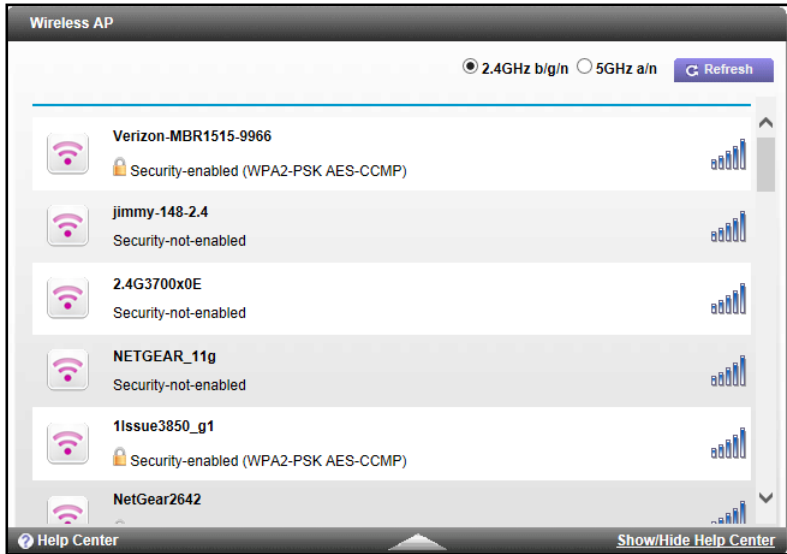 Wireless AP
2.4GHz b/g/n 5GHz a/n Refresh
Verizon-MBR1515-9966
Security-enabled (WPA2-PSK AES-CCMP)
jimmy-148-2.4
Security-not-enabled
2.4G3700x0E
Security-not-enabled
NETGEAR_11g
Security-not-enabled
1Issue3850_g1
Security-enabled (WPA2-PSK AES-CCMP)
NetGear2642
? Help Center Show/Hide Help Center